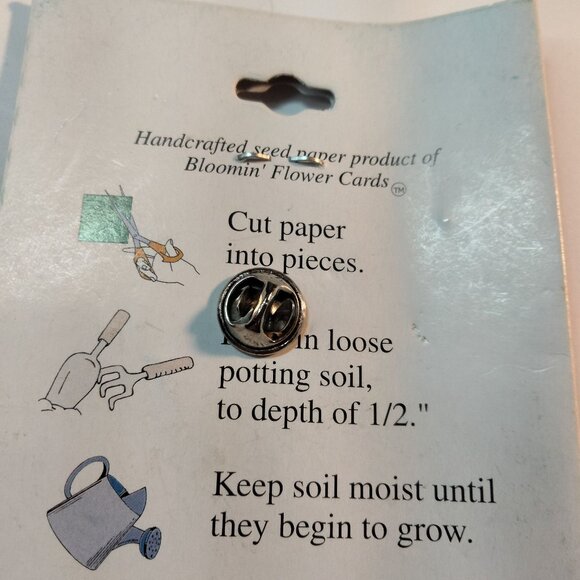 Handcrafted seed paper product of
Bloomin' Flower Cards TM
Cut paper
into pieces.
in loose
potting soil,
to depth of 1/2."
Keep soil moist until
they begin to grow.